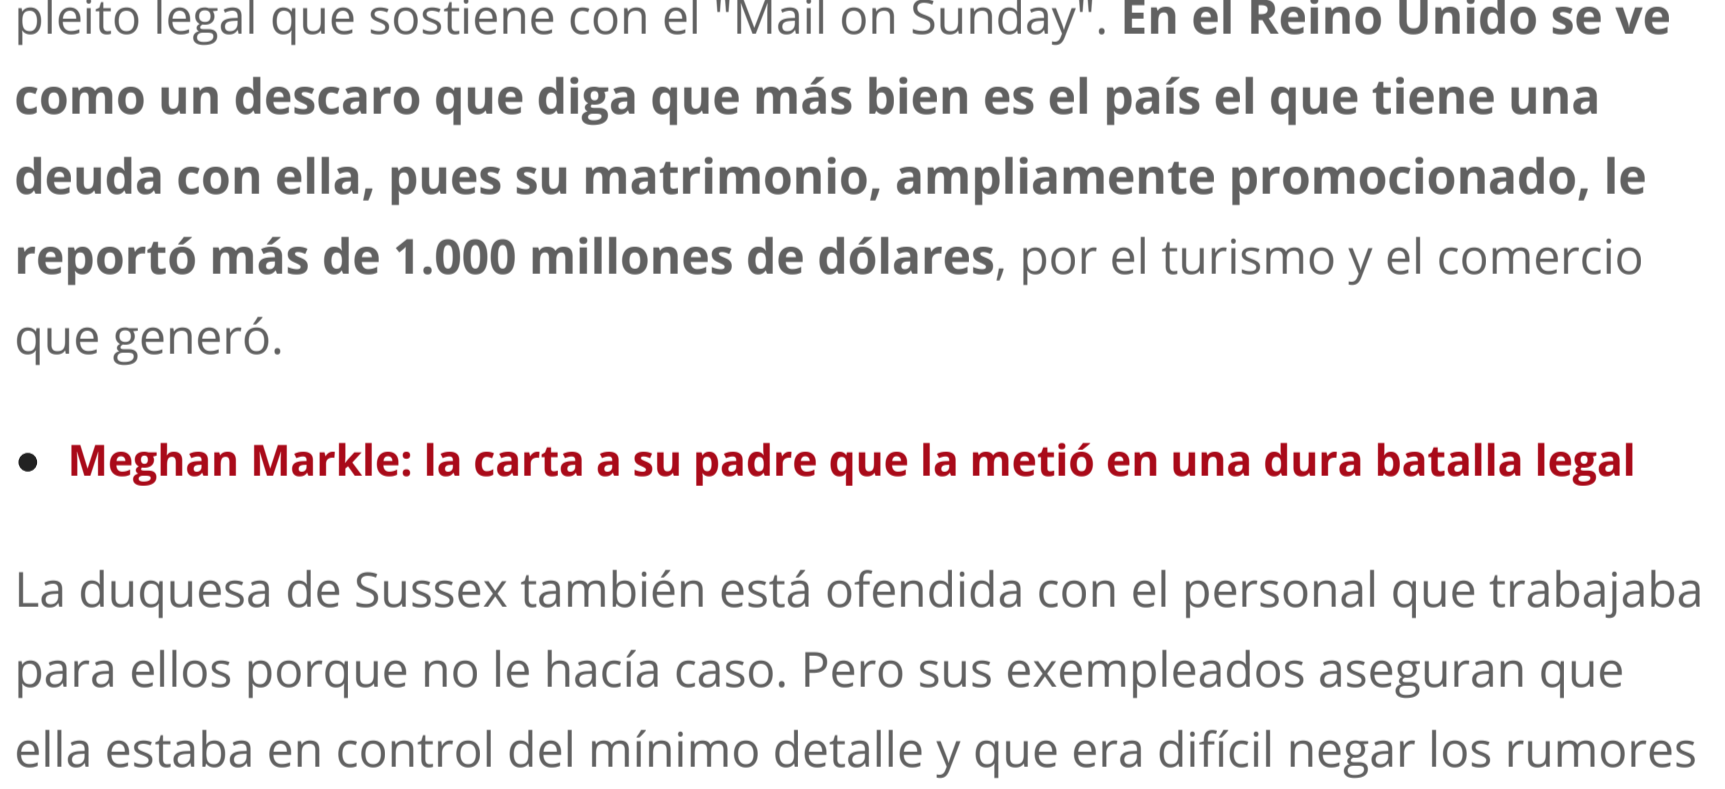 pleito legal que sostiene con el "Mail on Sunday". En el Reino Unido se ve
como un descaro que diga que más bien es el país el que tiene una
deuda con ella, pues su matrimonio, ampliamente promocionado, le
reportó más de 1.000 millones de dólares, por el turismo y el comercio
que generó.
• Meghan Markle: la carta a su padre que la metió en una dura batalla legal
La duquesa de Sussex también está ofendida con el personal que trabajaba
para ellos porque no le hacía caso. Pero sus exempleados aseguran que
ella estaba en control del mínimo detalle y que era difícil negar los rumores